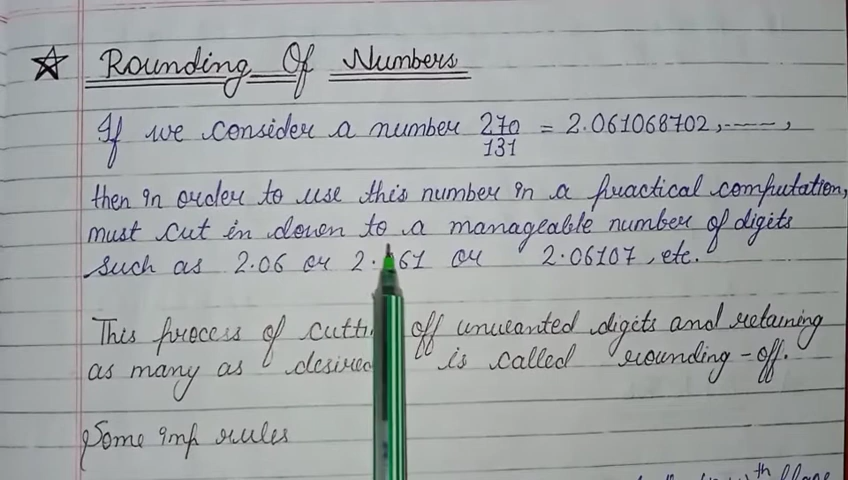 ☆ Rounding Of Numbers
If we consider a number 270/131 = 2.061068702, ----,
then in order to use this number in a practical computation,
must cut in down to a manageable number of digits
such as 2.06 or 2.061 or 2.06107, etc.
This process of cutti off unwanted digits and retaining
as many as desired is called rounding-off.
Some imp rules
th place